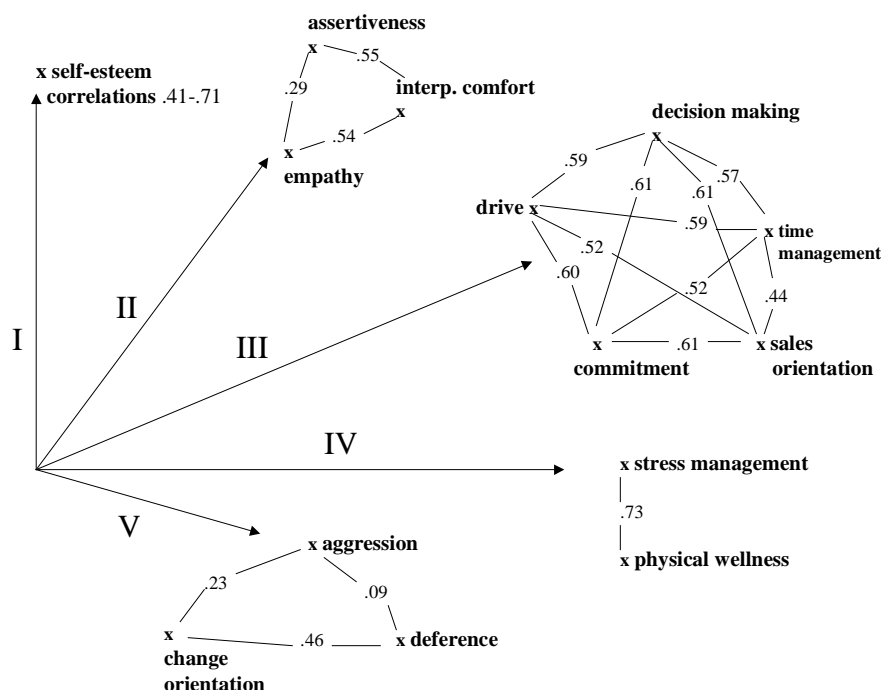 assertiveness
x
x self-esteem
correlations .41-.71
.55
.29
interp. comfort
x
.54
x
empathy
decision making
x
.59
.57
.61
.61
drive x
.59
x time
management
.52
.60
.52
.44
x
.61
x sales
commitment
orientation
I
II
III
IV
V
x stress management
.73
x physical wellness
x aggression
.23
.09
x
.46
x deference
change
orientation